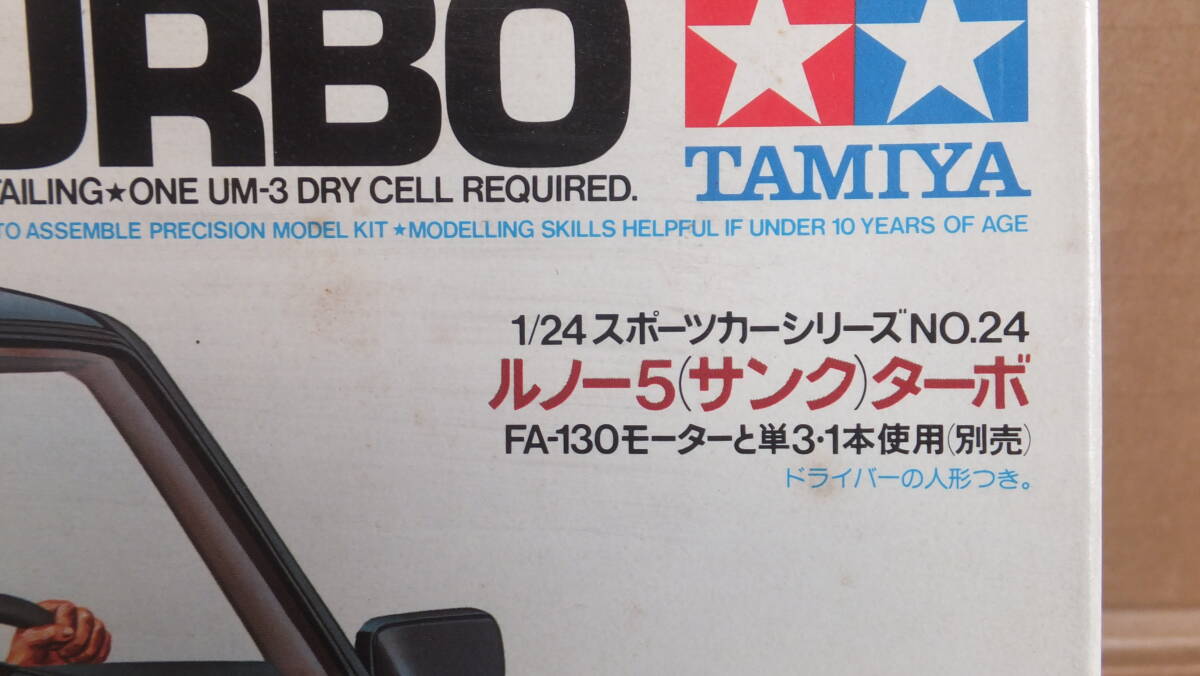 URBO
TAMIYA
AILING★ONE UM-3 DRY CELL REQUIRED.
TO ASSEMBLE PRECISION MODEL KIT ★MODELLING SKILLS HELPFUL IF UNDER 10 YEARS OF AGE
1/24スポーツカーシリーズNO.24
ルノー5(サンク)ターボ
FA-130モーターと単3・1本使用(別売)
ドライバーの人形つき。